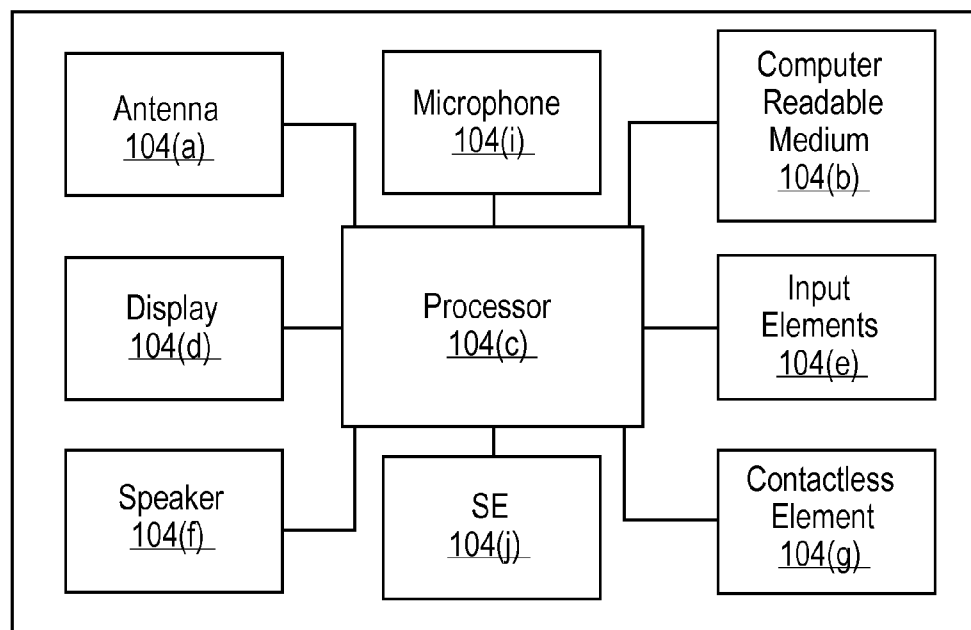 Antenna
104(a)
Microphone
104(i)
Computer
Readable
Medium
104(b)
Display
104(d)
Processor
104(c)
Input
Elements
104(e)
Speaker
104(f)
SE
104(j)
Contactless
Element
104(g)